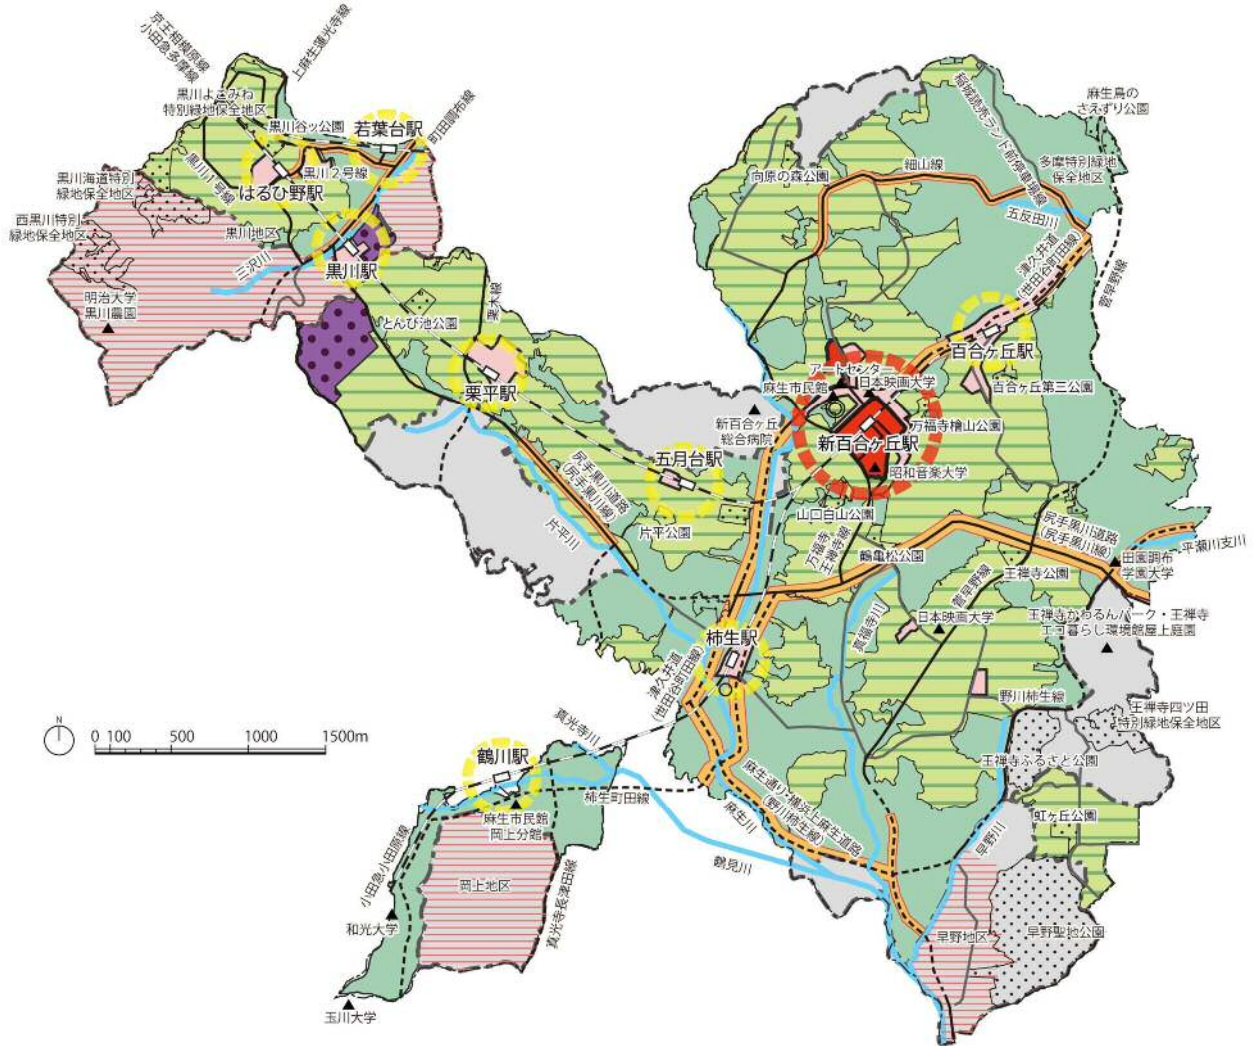 京王相模原線
小田急多摩線
上麻生蓮光寺線
黒川よこみね
特別緑地保全地区
黒川谷ッ公園
若葉台駅
町田調布線
黒川海道特別
緑地保全地区
黒川1号線
はるひ野駅
黒川2号線
西黒川特別
緑地保全地区
黒川地区
三沢川
黒川駅
明治大学
黒川農園
とんび池公園
栗木線
栗平駅
稲城読売ランド前停車場線
麻生鳥の
さえずり公園
細山線
向原の森公園
多摩特別緑地
保全地区
五反田川
津久井道
(世田谷町田線)
菅早野線
百合ヶ丘駅
アートセンター
麻生市民館
日本映画大学
百合ヶ丘第三公園
新百合ヶ丘
総合病院
万福寺檜山公園
新百合ヶ丘駅
昭和音楽大学
五月台駅
尻手黒川道路
(尻手黒川線)
片平川
片平公園
山口白山公園
万福寺
王禅寺線
鶴亀松公園
尻手黒川道路
(尻手黒川線)
平瀬川支川
田園調布
学園大学
王禅寺公園
菅早野線
真福寺川
日本映画大学
王禅寺かわるんパーク・王禅寺
エコ暮らし環境館屋上庭園
柿生駅
津久井道
(世田谷町田線)
野川柿生線
王禅寺四ツ田
特別緑地保全地区
王禅寺ふるさと公園
N
0 100 500 1000 1500m
真光寺川
鶴川駅
柿生町田線
麻生市民館
岡上分館
麻生通り・横浜上麻生道路
(野川柿生線)
麻生川
鶴見川
早野川
虹ヶ丘公園
小田急小田原線
岡上地区
真光寺長津田線
和光大学
早野地区
早野聖地公園
玉川大学